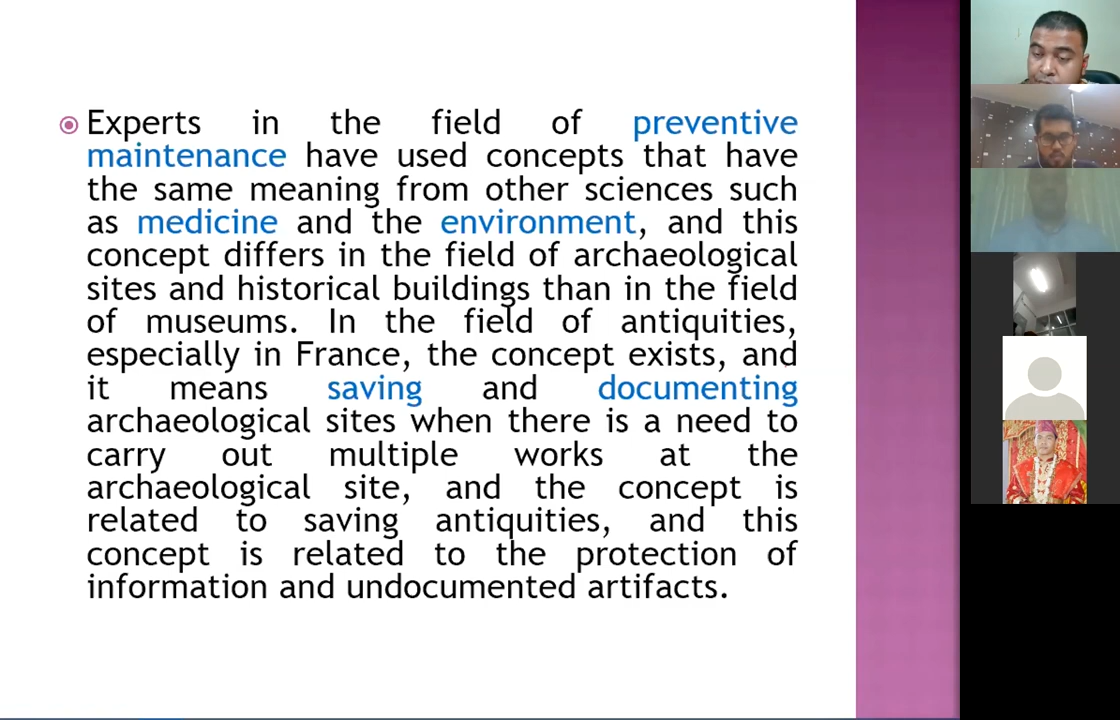 Experts in the field of preventive
maintenance have used concepts that have
the same meaning from other sciences such
as medicine and the environment, and this
concept differs in the field of archaeological
sites and historical buildings than in the field
of museums. In the field of antiquities,
especially in France, the concept exists, and
it means saving and documenting
archaeological sites when there is a need to
carry out multiple works at the
archaeological site, and the concept is
related to saving antiquities, and this
concept is related to the protection of
information and undocumented artifacts.